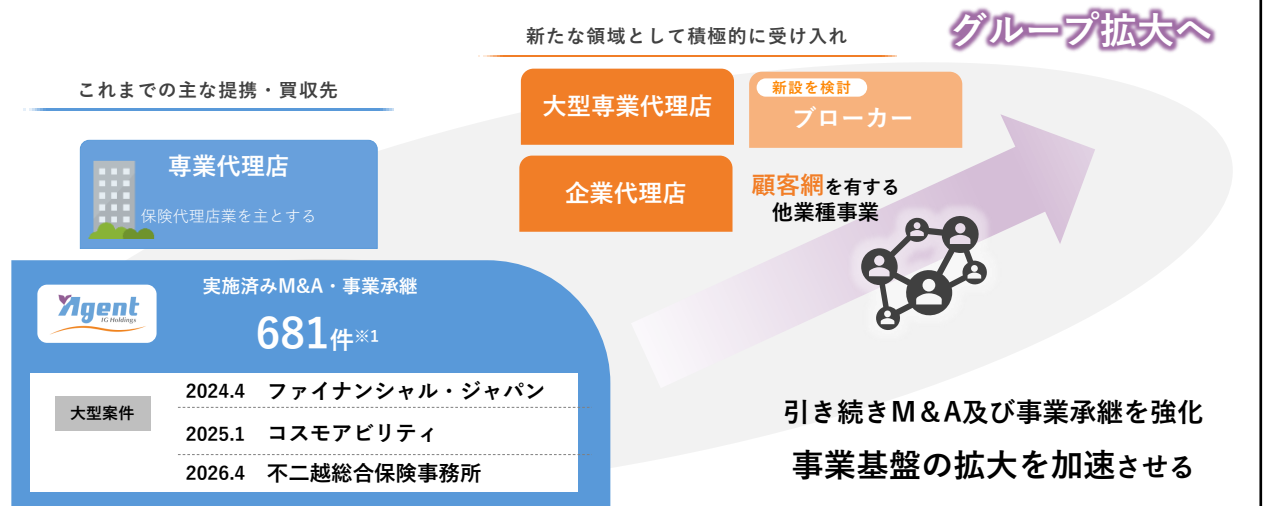 グループ拡大へ
新たな領域として積極的に受け入れ
これまでの主な提携・買収先
大型専業代理店
新設を検討
ブローカー
専業代理店
保険代理店業を主とする
企業代理店
顧客網を有する
他業種事業
Agent
IG Holdings
実施済みM&A・事業承継
681件※1
大型案件
2024.4 ファイナンシャル・ジャパン
2025.1 コスモアビリティ
2026.4 不二越総合保険事務所
引き続きM＆A及び事業承継を強化
事業基盤の拡大を加速させる